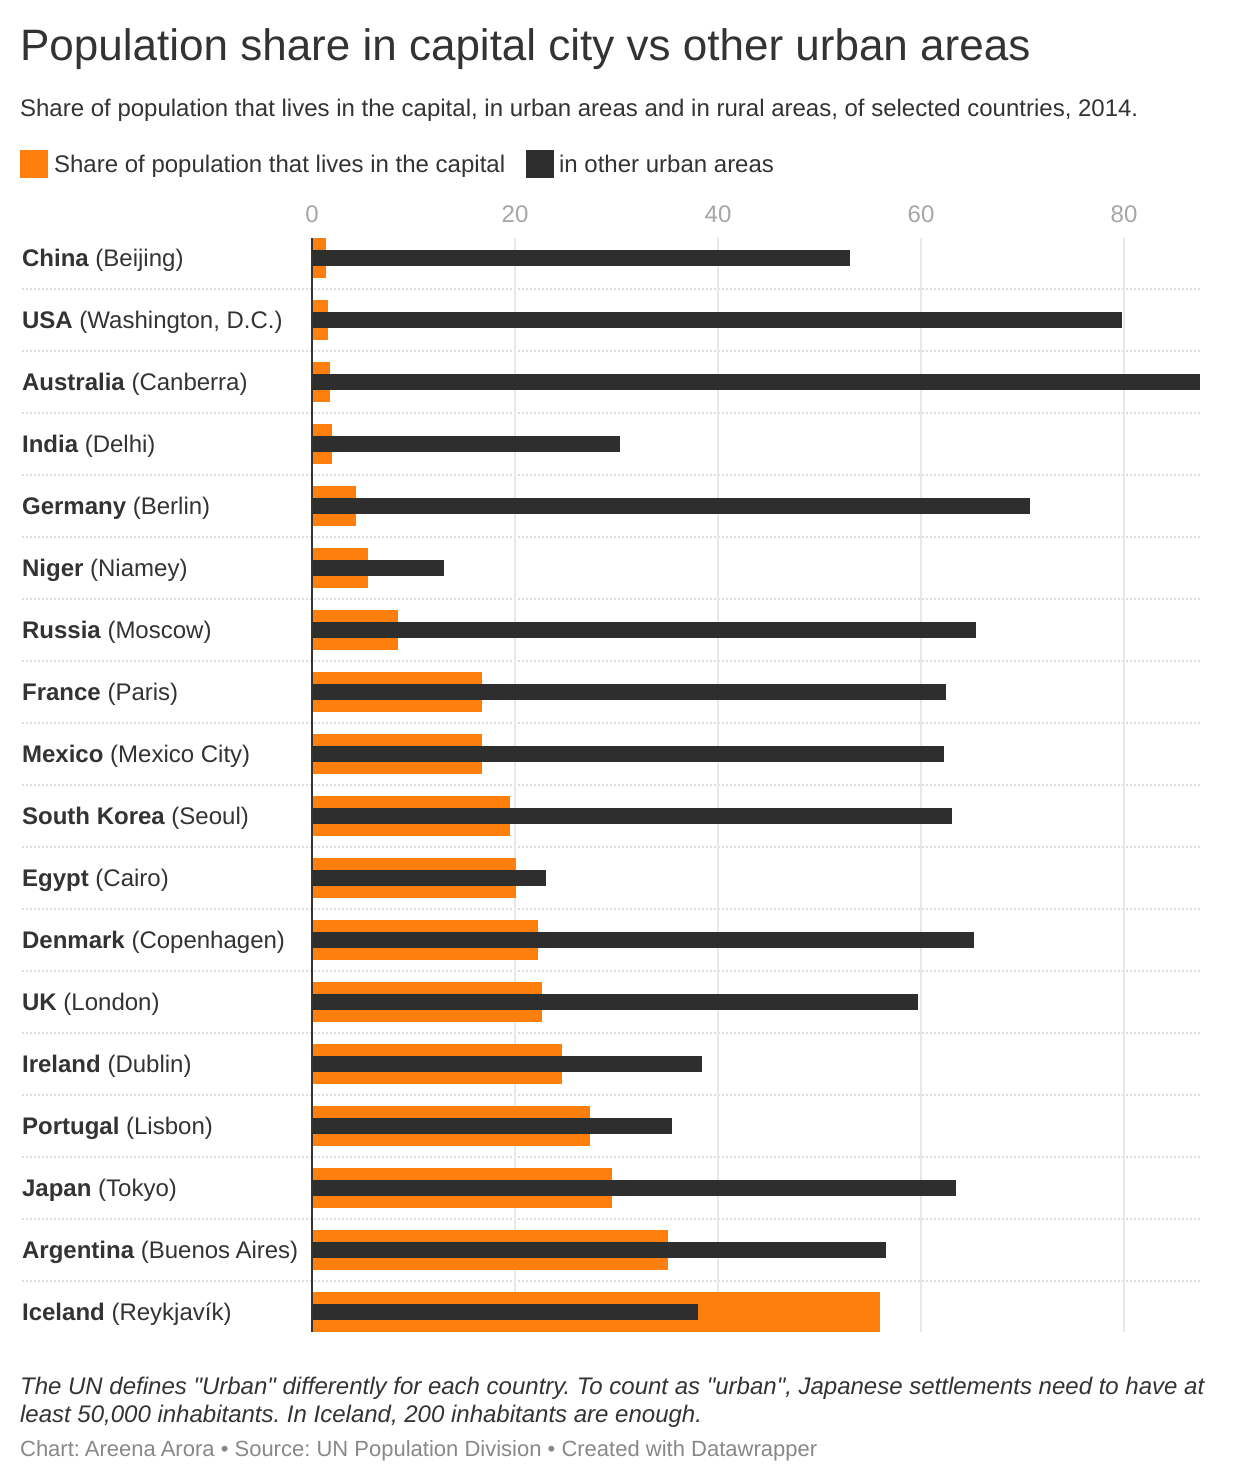 Population share in capital city vs other urban areas
Share of population that lives in the capital, in urban areas and in rural areas, of selected countries, 2014.
Share of population that lives in the capital in other urban areas
0 20 40 60 80
China (Beijing)
USA (Washington, D.C.)
Australia (Canberra)
India (Delhi)
Germany (Berlin)
Niger (Niamey)
Russia (Moscow)
France (Paris)
Mexico (Mexico City)
South Korea (Seoul)
Egypt (Cairo)
Denmark (Copenhagen)
UK (London)
Ireland (Dublin)
Portugal (Lisbon)
Japan (Tokyo)
Argentina (Buenos Aires)
Iceland (Reykjavík)
The UN defines "Urban" differently for each country. To count as "urban", Japanese settlements need to have at
least 50,000 inhabitants. In Iceland, 200 inhabitants are enough.
Chart: Areena Arora • Source: UN Population Division • Created with Datawrapper